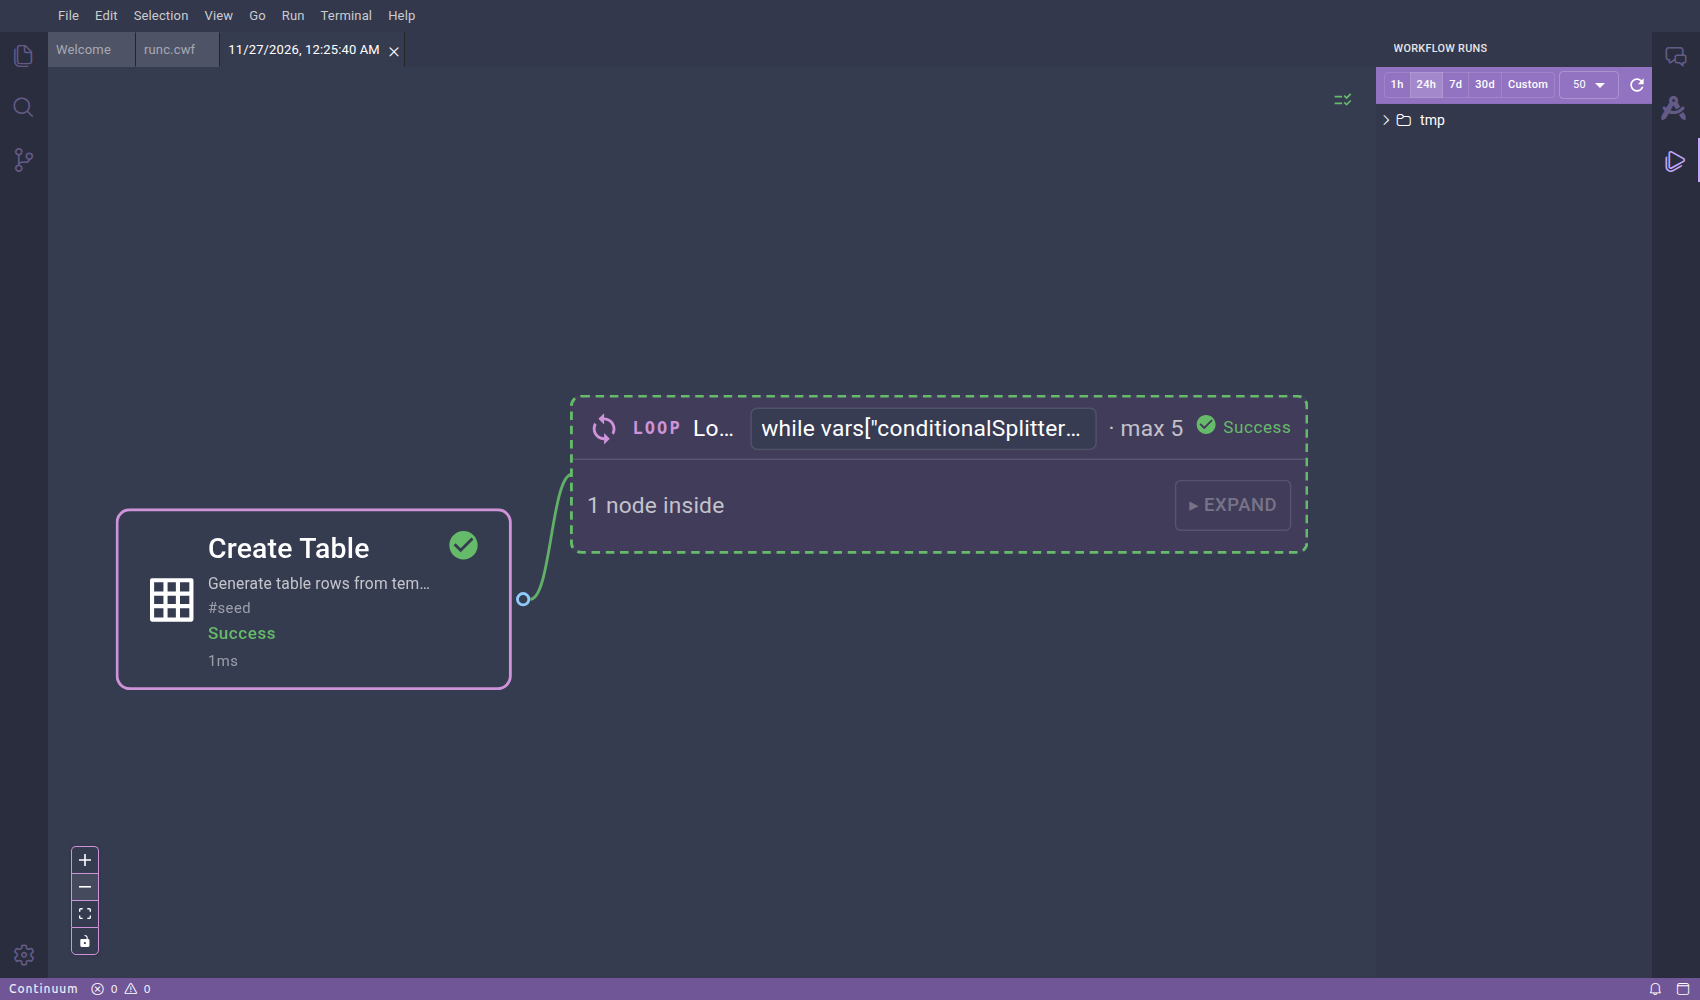 File Edit Selection View Go Run Terminal Help
Welcome runc.cwf 11/27/2026, 12:25:40 AM
WORKFLOW RUNS
1h 24h 7d 30d Custom 50
tmp
LOOP Lo... while vars["conditionalSplitter... · max 5 Success
1 node inside
▸ EXPAND
Create Table
Generate table rows from tem...
#seed
Success
1ms
Continuum 0 0